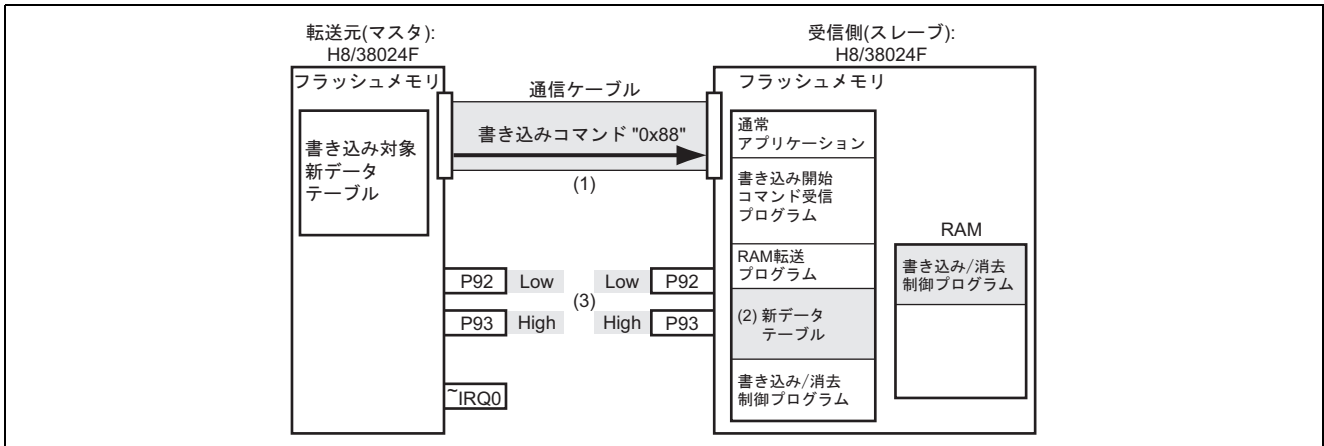 転送元(マスタ):
H8/38024F
フラッシュメモリ
書き込み対象
新データ
テーブル
通信ケーブル
書き込みコマンド "0x88"
(1)
P92 Low
P93 High
(3)
Low P92
High P93
~IRQ0
受信側(スレーブ):
H8/38024F
フラッシュメモリ
通常
アプリケーション
書き込み開始
コマンド受信
プログラム
RAM転送
プログラム
(2) 新データ
テーブル
書き込み/消去
制御プログラム
RAM
書き込み/消去
制御プログラム